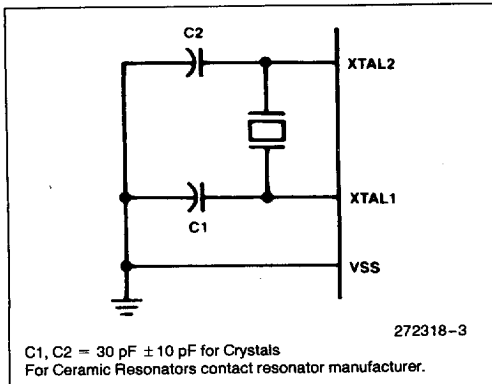 C2
XTAL2
XTAL1
C1
VSS
272318-3
C1, C2 = 30 pF ±10 pF for Crystals
For Ceramic Resonators contact resonator manufacturer.